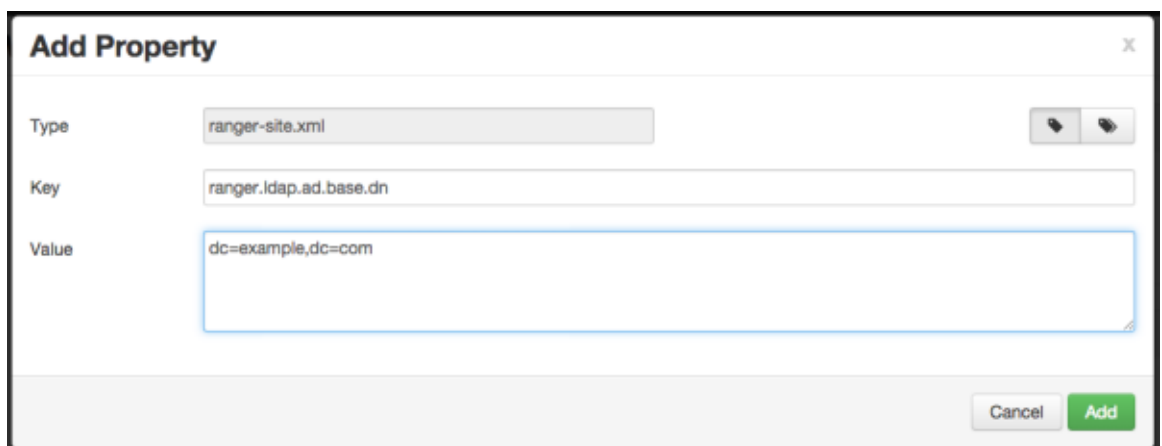 Add Property
x
Type ranger-site.xml
Key ranger.ldap.ad.base.dn
Value dc=example,dc=com
Cancel Add